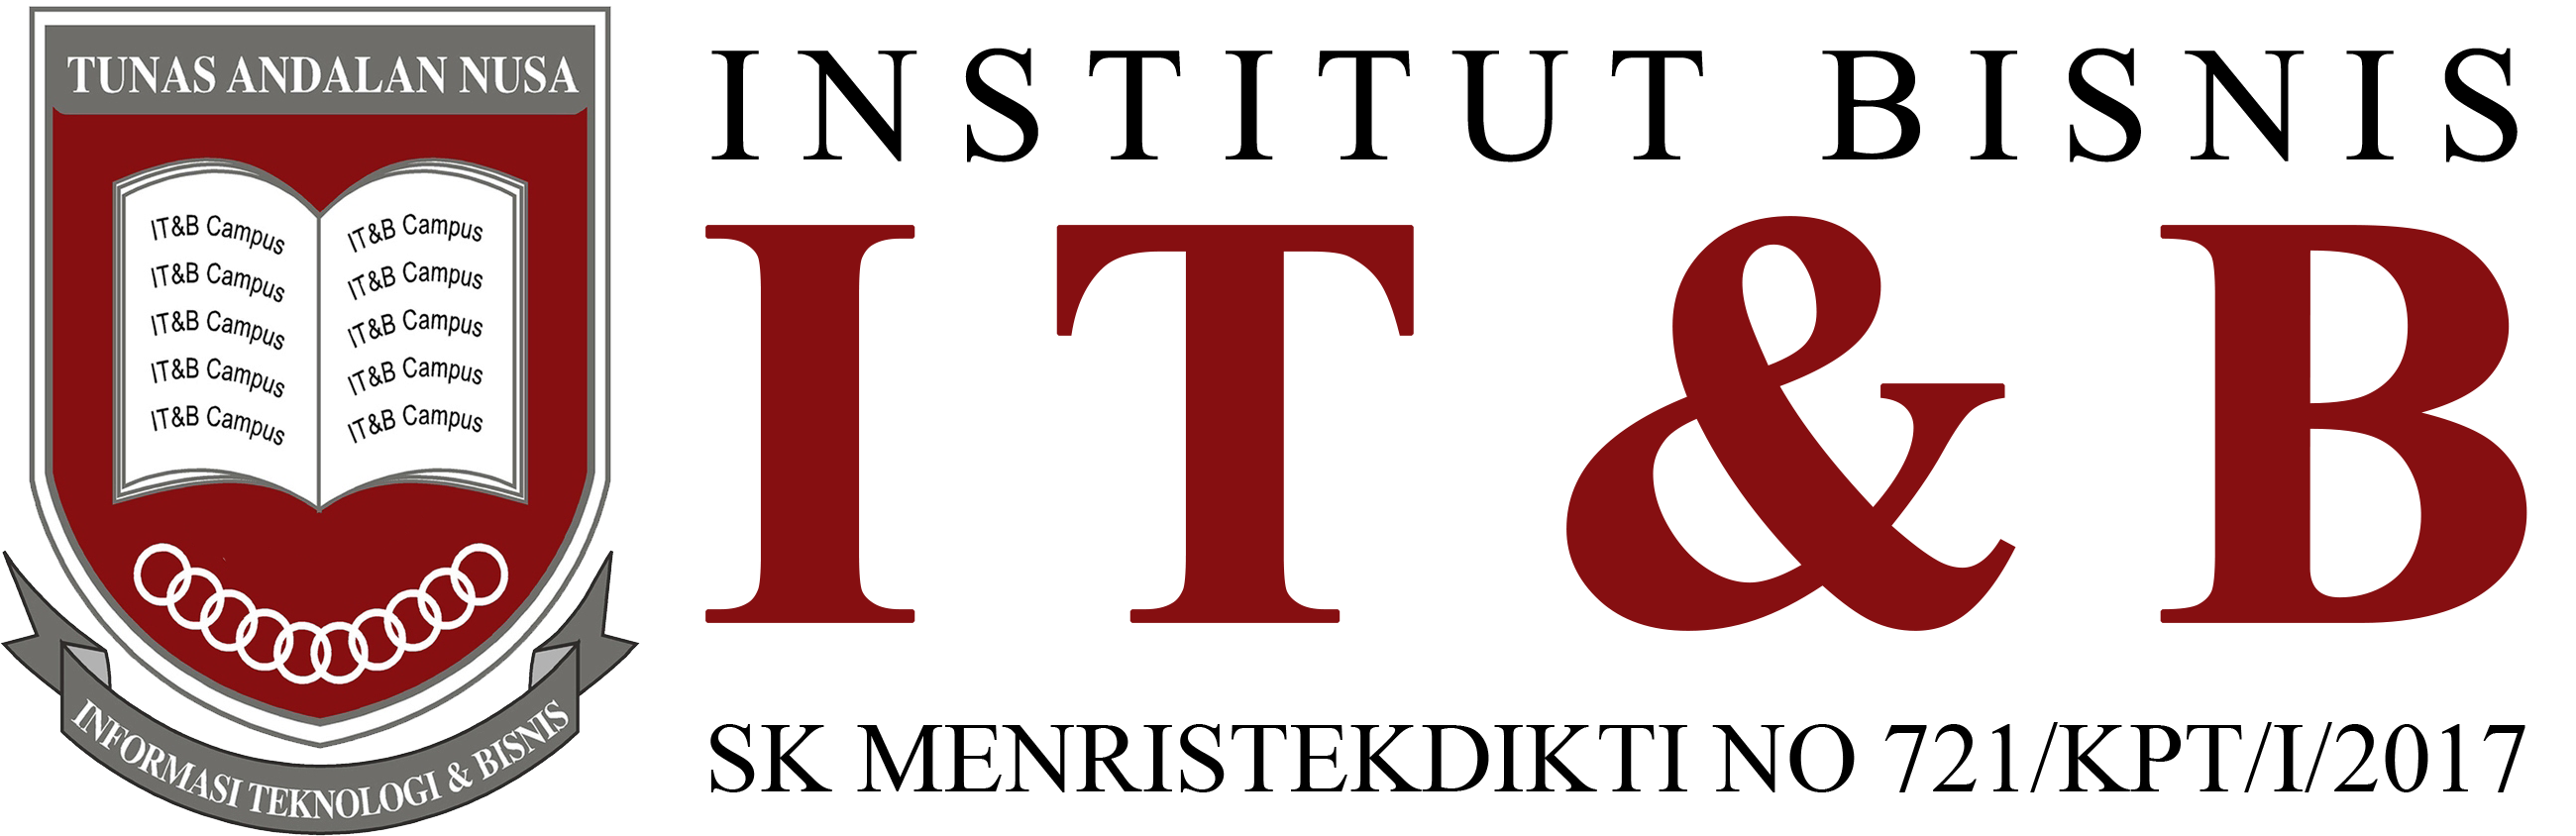 TUNAS ANDALAN NUSA
IT&B Campus IT&B Campus
IT&B Campus IT&B Campus
IT&B Campus IT&B Campus
IT&B Campus IT&B Campus
IT&B Campus IT&B Campus
INFORMASI TEKNOLOGI & BISNIS
INSTITUT BISNIS
IT & B
SK MENRISTEKDIKTI NO 721/KPT/I/2017